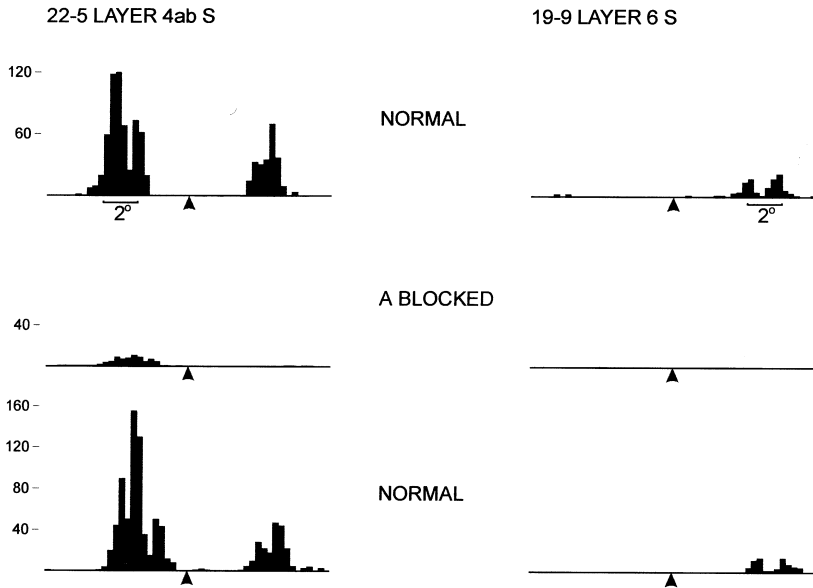 22-5 LAYER 4ab S
19-9 LAYER 6 S
120
60
NORMAL
2°
2°
A BLOCKED
40
160
120
80
40
NORMAL